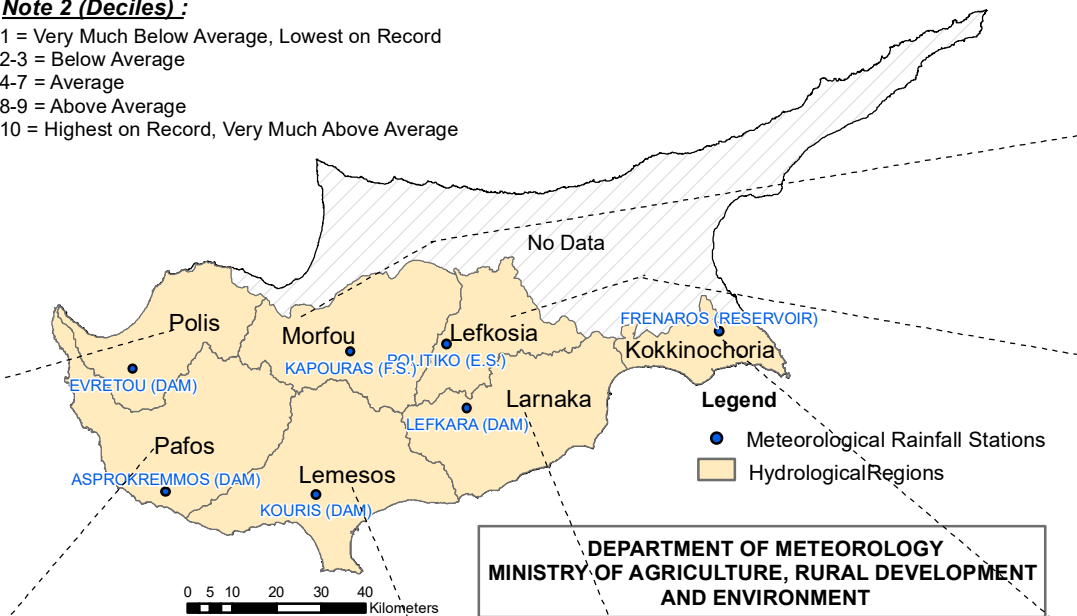 Note 2 (Deciles) :
1 = Very Much Below Average, Lowest on Record
2-3 = Below Average
4-7 = Average
8-9 = Above Average
10 = Highest on Record, Very Much Above Average
No Data
Polis
Morfou
Lefkosia
FRENAROS (RESERVOIR)
Kokkinochoria
KAPOURAS (F.S.)
POLITIKO (E.S.)
EVRETOU (DAM)
Larnaka
LEFKARA (DAM)
Pafos
ASPROKREMMOS (DAM)
Lemesos
KOURIS (DAM)
Legend
Meteorological Rainfall Stations
HydrologicalRegions
DEPARTMENT OF METEOROLOGY
MINISTRY OF AGRICULTURE, RURAL DEVELOPMENT
AND ENVIRONMENT
0 5 10 20 30 40
Kilometers